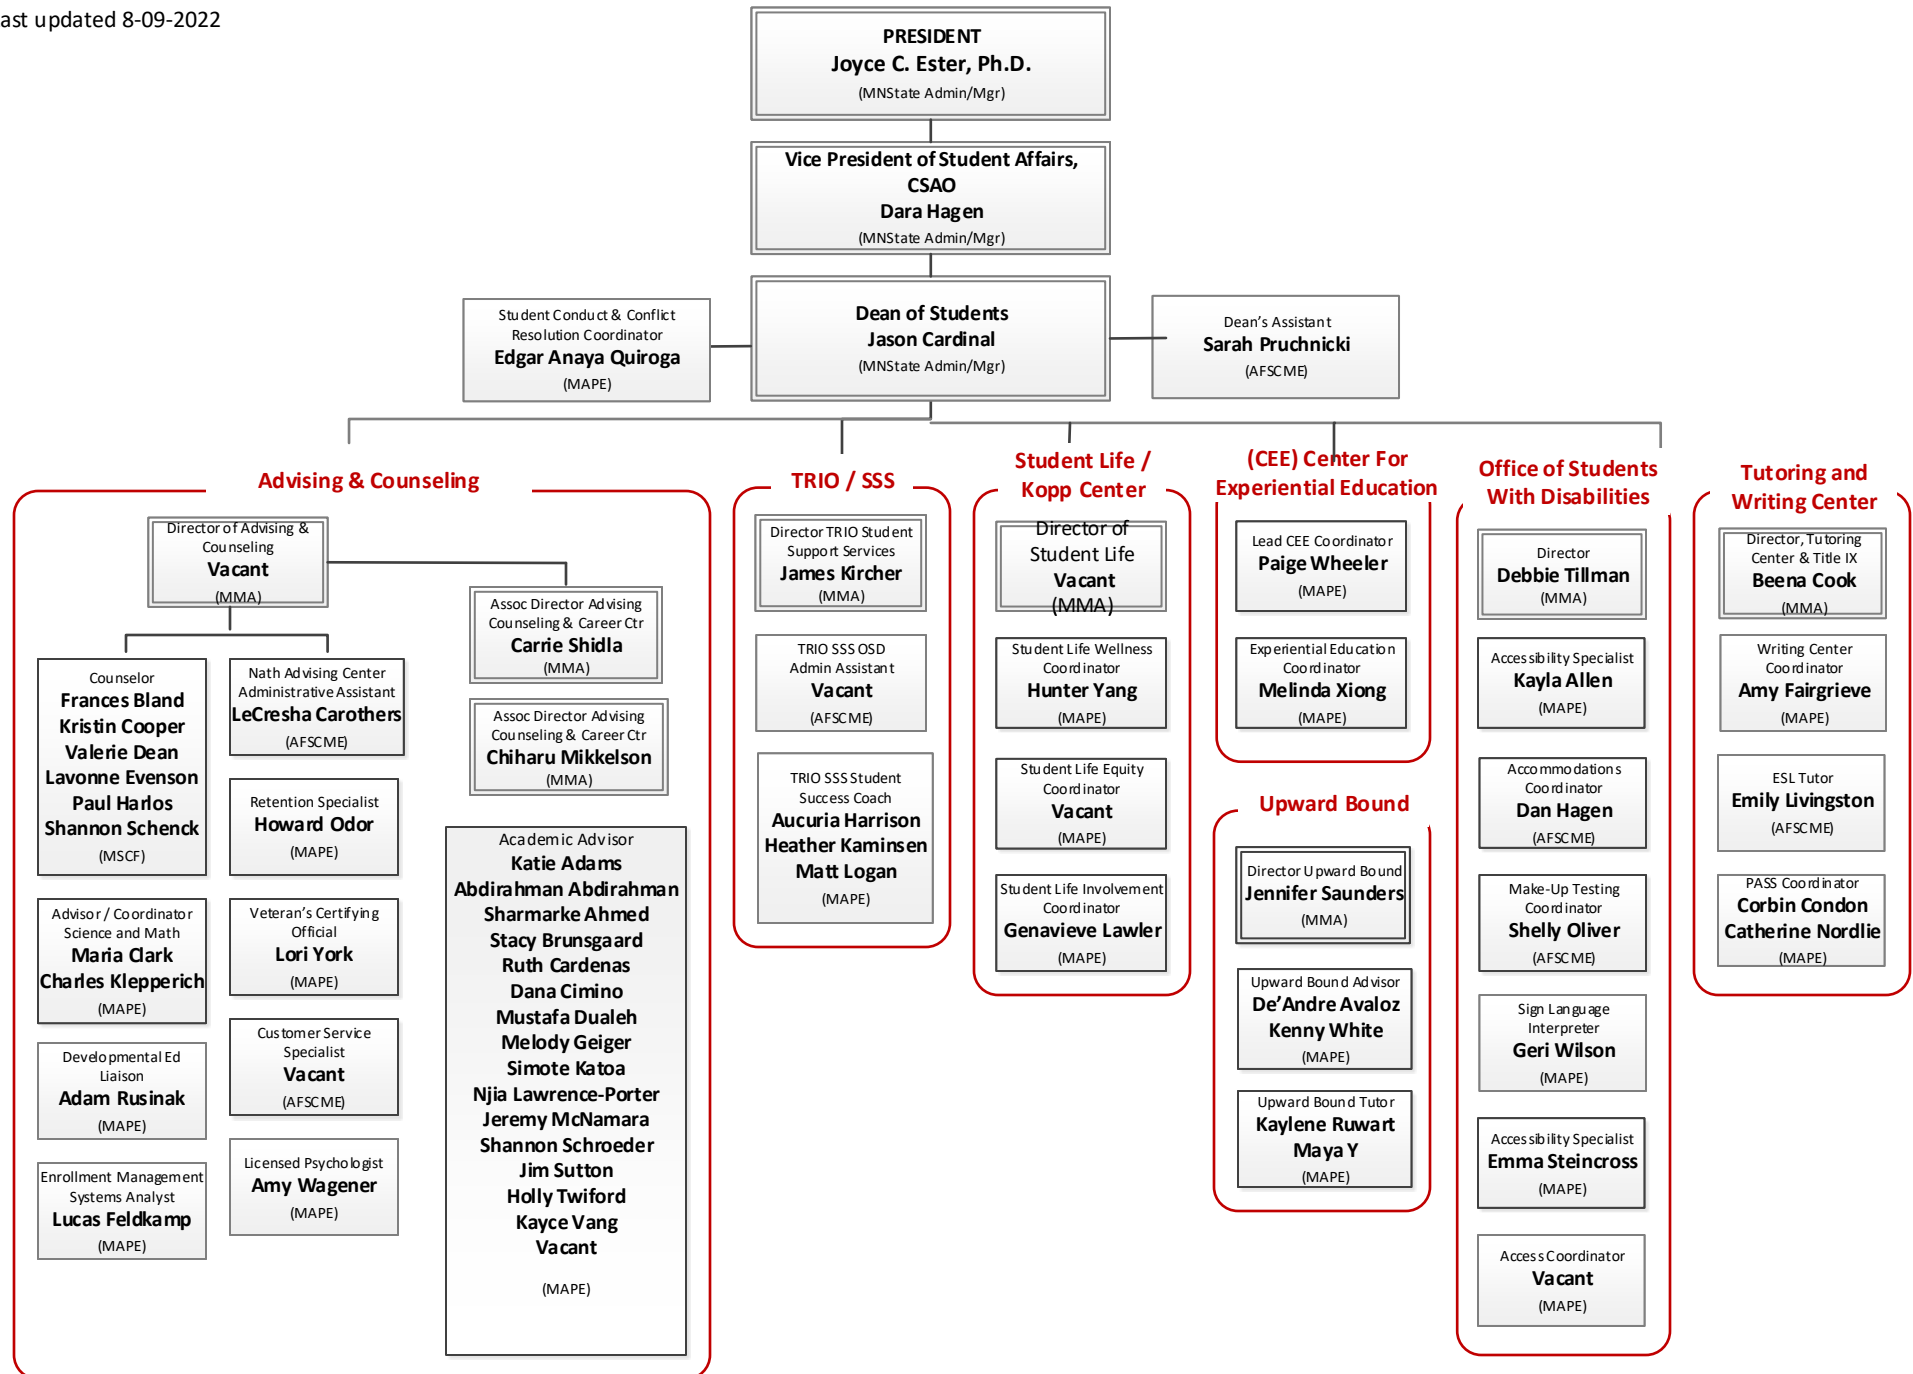 ast updated 8-09-2022
PRESIDENT
Joyce C. Ester, Ph.D.
(MNState Admin/Mgr)
Vice President of Student Affairs,
CSAO
Dara Hagen
(MNState Admin/Mgr)
Student Conduct & Conflict
Resolution Coordinator
Edgar Anaya Quiroga
(MAPE)
Dean of Students
Jason Cardinal
(MNState Admin/Mgr)
Dean's Assistant
Sarah Pruchnicki
(AFSCME)
Advising & Counseling
Director of Advising &
Counseling
Vacant
(MMA)
Assoc Director Advising
Counseling & Career Ctr
Carrie Shidla
(MMA)
Assoc Director Advising
Counseling & Career Ctr
Chiharu Mikkelson
(MMA)
Counselor
Frances Bland
Kristin Cooper
Valerie Dean
Lavonne Evenson
Paul Harlos
Shannon Schenck
(MSCF)
Advisor / Coordinator
Science and Math
Maria Clark
Charles Klepperich
(MAPE)
Developmental Ed
Liaison
Adam Rusinak
(MAPE)
Enrollment Management
Systems Analyst
Lucas Feldkamp
(MAPE)
Nath Advising Center
Administrative Assistant
LeCresha Carothers
(AFSCME)
Retention Specialist
Howard Odor
(MAPE)
Veteran's Certifying
Official
Lori York
(MAPE)
Customer Service
Specialist
Vacant
(AFSCME)
Licensed Psychologist
Amy Wagener
(MAPE)
Academic Advisor
Katie Adams
Abdirahman Abdirahman
Sharmarke Ahmed
Stacy Brunsgaard
Ruth Cardenas
Dana Cimino
Mustafa Dualeh
Melody Geiger
Simote Katoa
Njia Lawrence-Porter
Jeremy McNamara
Shannon Schroeder
Jim Sutton
Holly Twiford
Kayce Vang
Vacant
(MAPE)
TRIO / SSS
Director TRIO Student
Support Services
James Kircher
(MMA)
TRIO SSS OSD
Admin Assistant
Vacant
(AFSCME)
TRIO SSS Student
Success Coach
Aucuria Harrison
Heather Kaminsen
Matt Logan
(MAPE)
Student Life /
Kopp Center
Director of
Student Life
Vacant
(MMA)
Student Life Wellness
Coordinator
Hunter Yang
(MAPE)
Student Life Equity
Coordinator
Vacant
(MAPE)
Student Life Involvement
Coordinator
Genavieve Lawler
(MAPE)
(CEE) Center For
Experiential Education
Lead CEE Coordinator
Paige Wheeler
(MAPE)
Experiential Education
Coordinator
Melinda Xiong
(MAPE)
Upward Bound
Director Upward Bound
Jennifer Saunders
(MMA)
Upward Bound Advisor
De'Andre Avaloz
Kenny White
(MAPE)
Upward Bound Tutor
Kaylene Ruwart
Maya Y
(MAPE)
Office of Students
With Disabilities
Director
Debbie Tillman
(MMA)
Accessibility Specialist
Kayla Allen
(MAPE)
Accommodations
Coordinator
Dan Hagen
(AFSCME)
Make-Up Testing
Coordinator
Shelly Oliver
(AFSCME)
Sign Language
Interpreter
Geri Wilson
(MAPE)
Accessibility Specialist
Emma Steincross
(MAPE)
Access Coordinator
Vacant
(MAPE)
Tutoring and
Writing Center
Director, Tutoring
Center & Title IX
Beena Cook
(MMA)
Writing Center
Coordinator
Amy Fairgrieve
(MAPE)
ESL Tutor
Emily Livingston
(AFSCME)
PASS Coordinator
Corbin Condon
Catherine Nordlie
(MAPE)